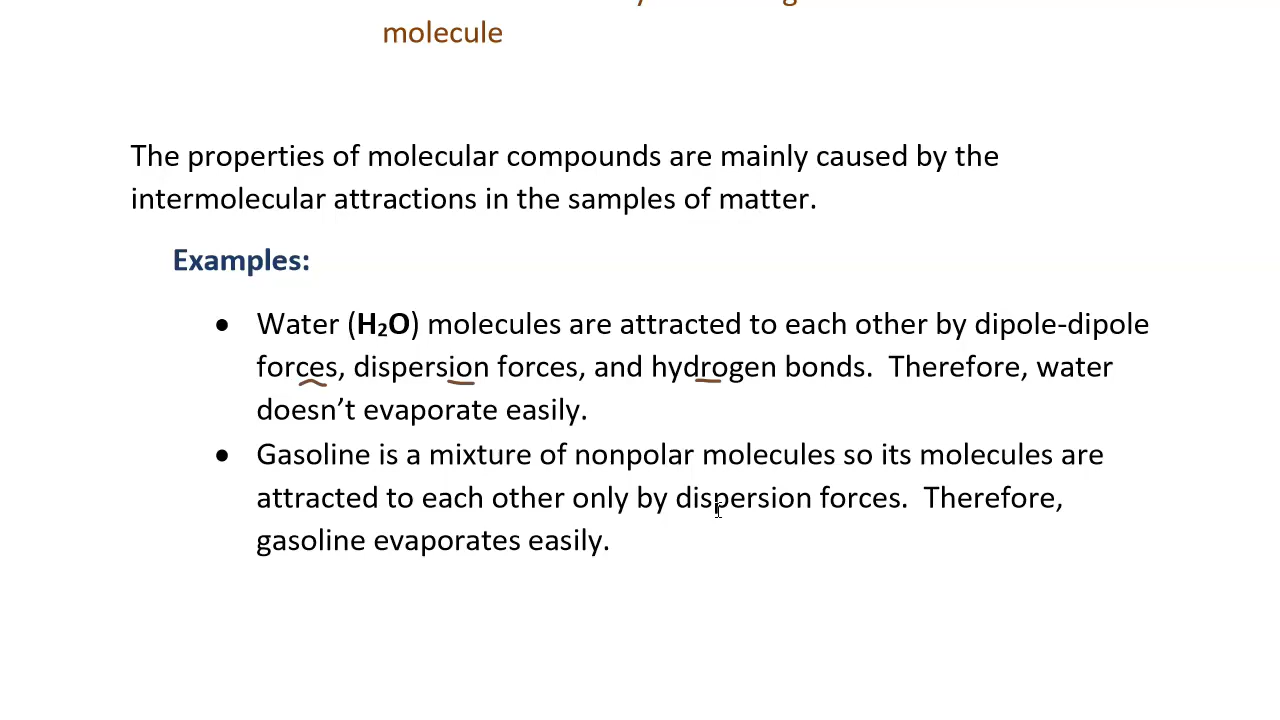 molecule
The properties of molecular compounds are mainly caused by the
intermolecular attractions in the samples of matter.
Examples:
• Water (H₂O) molecules are attracted to each other by dipole-dipole
forces, dispersion forces, and hydrogen bonds. Therefore, water
doesn’t evaporate easily.
• Gasoline is a mixture of nonpolar molecules so its molecules are
attracted to each other only by dispersion forces. Therefore,
gasoline evaporates easily.